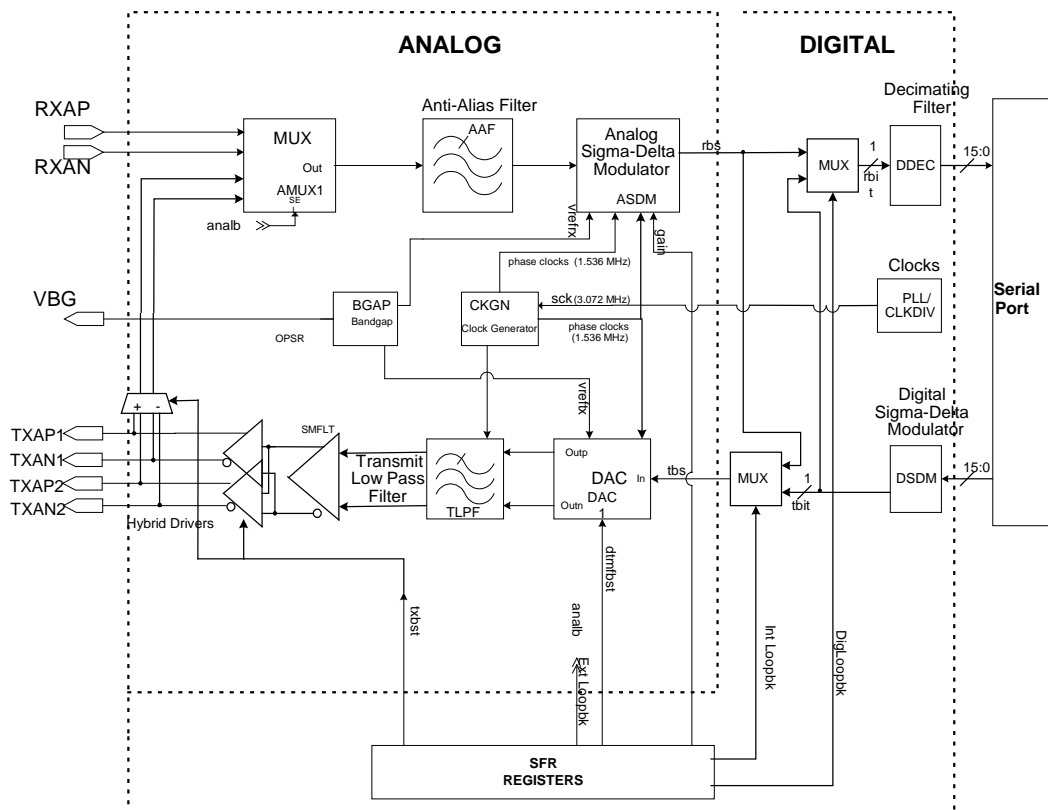 ANALOG
DIGITAL
Decimating
Filter
RXAP
RXAN
MUX
Out
AMUX1
SE
analb
Anti-Alias Filter
AAF
Analog
Sigma-Delta
Modulator
ASDM
rbs
MUX
1
rbi
t
DDEC
15:0
vrefrx
gain
phase clocks (1.536 MHz)
Clocks
VBG
BGAP
Bandgap
OPSR
CKGN
Clock Generator
sck(3.072 MHz)
phase clocks
(1.536 MHz)
PLL/
CLKDIV
Serial
Port
vreftx
+ -
Digital
Sigma-Delta
Modulator
TXAP1
TXAN1
TXAP2
TXAN2
SMFLT
Hybrid Drivers
Transmit
Low Pass
Filter
TLPF
Outp
DAC
In
DAC
Outn
1
tbs
MUX
1
tbit
DSDM
15:0
dtmfbst
analb
txbst
Ext Loopbk
Int Loopbk
DigLoopbk
SFR
REGISTERS